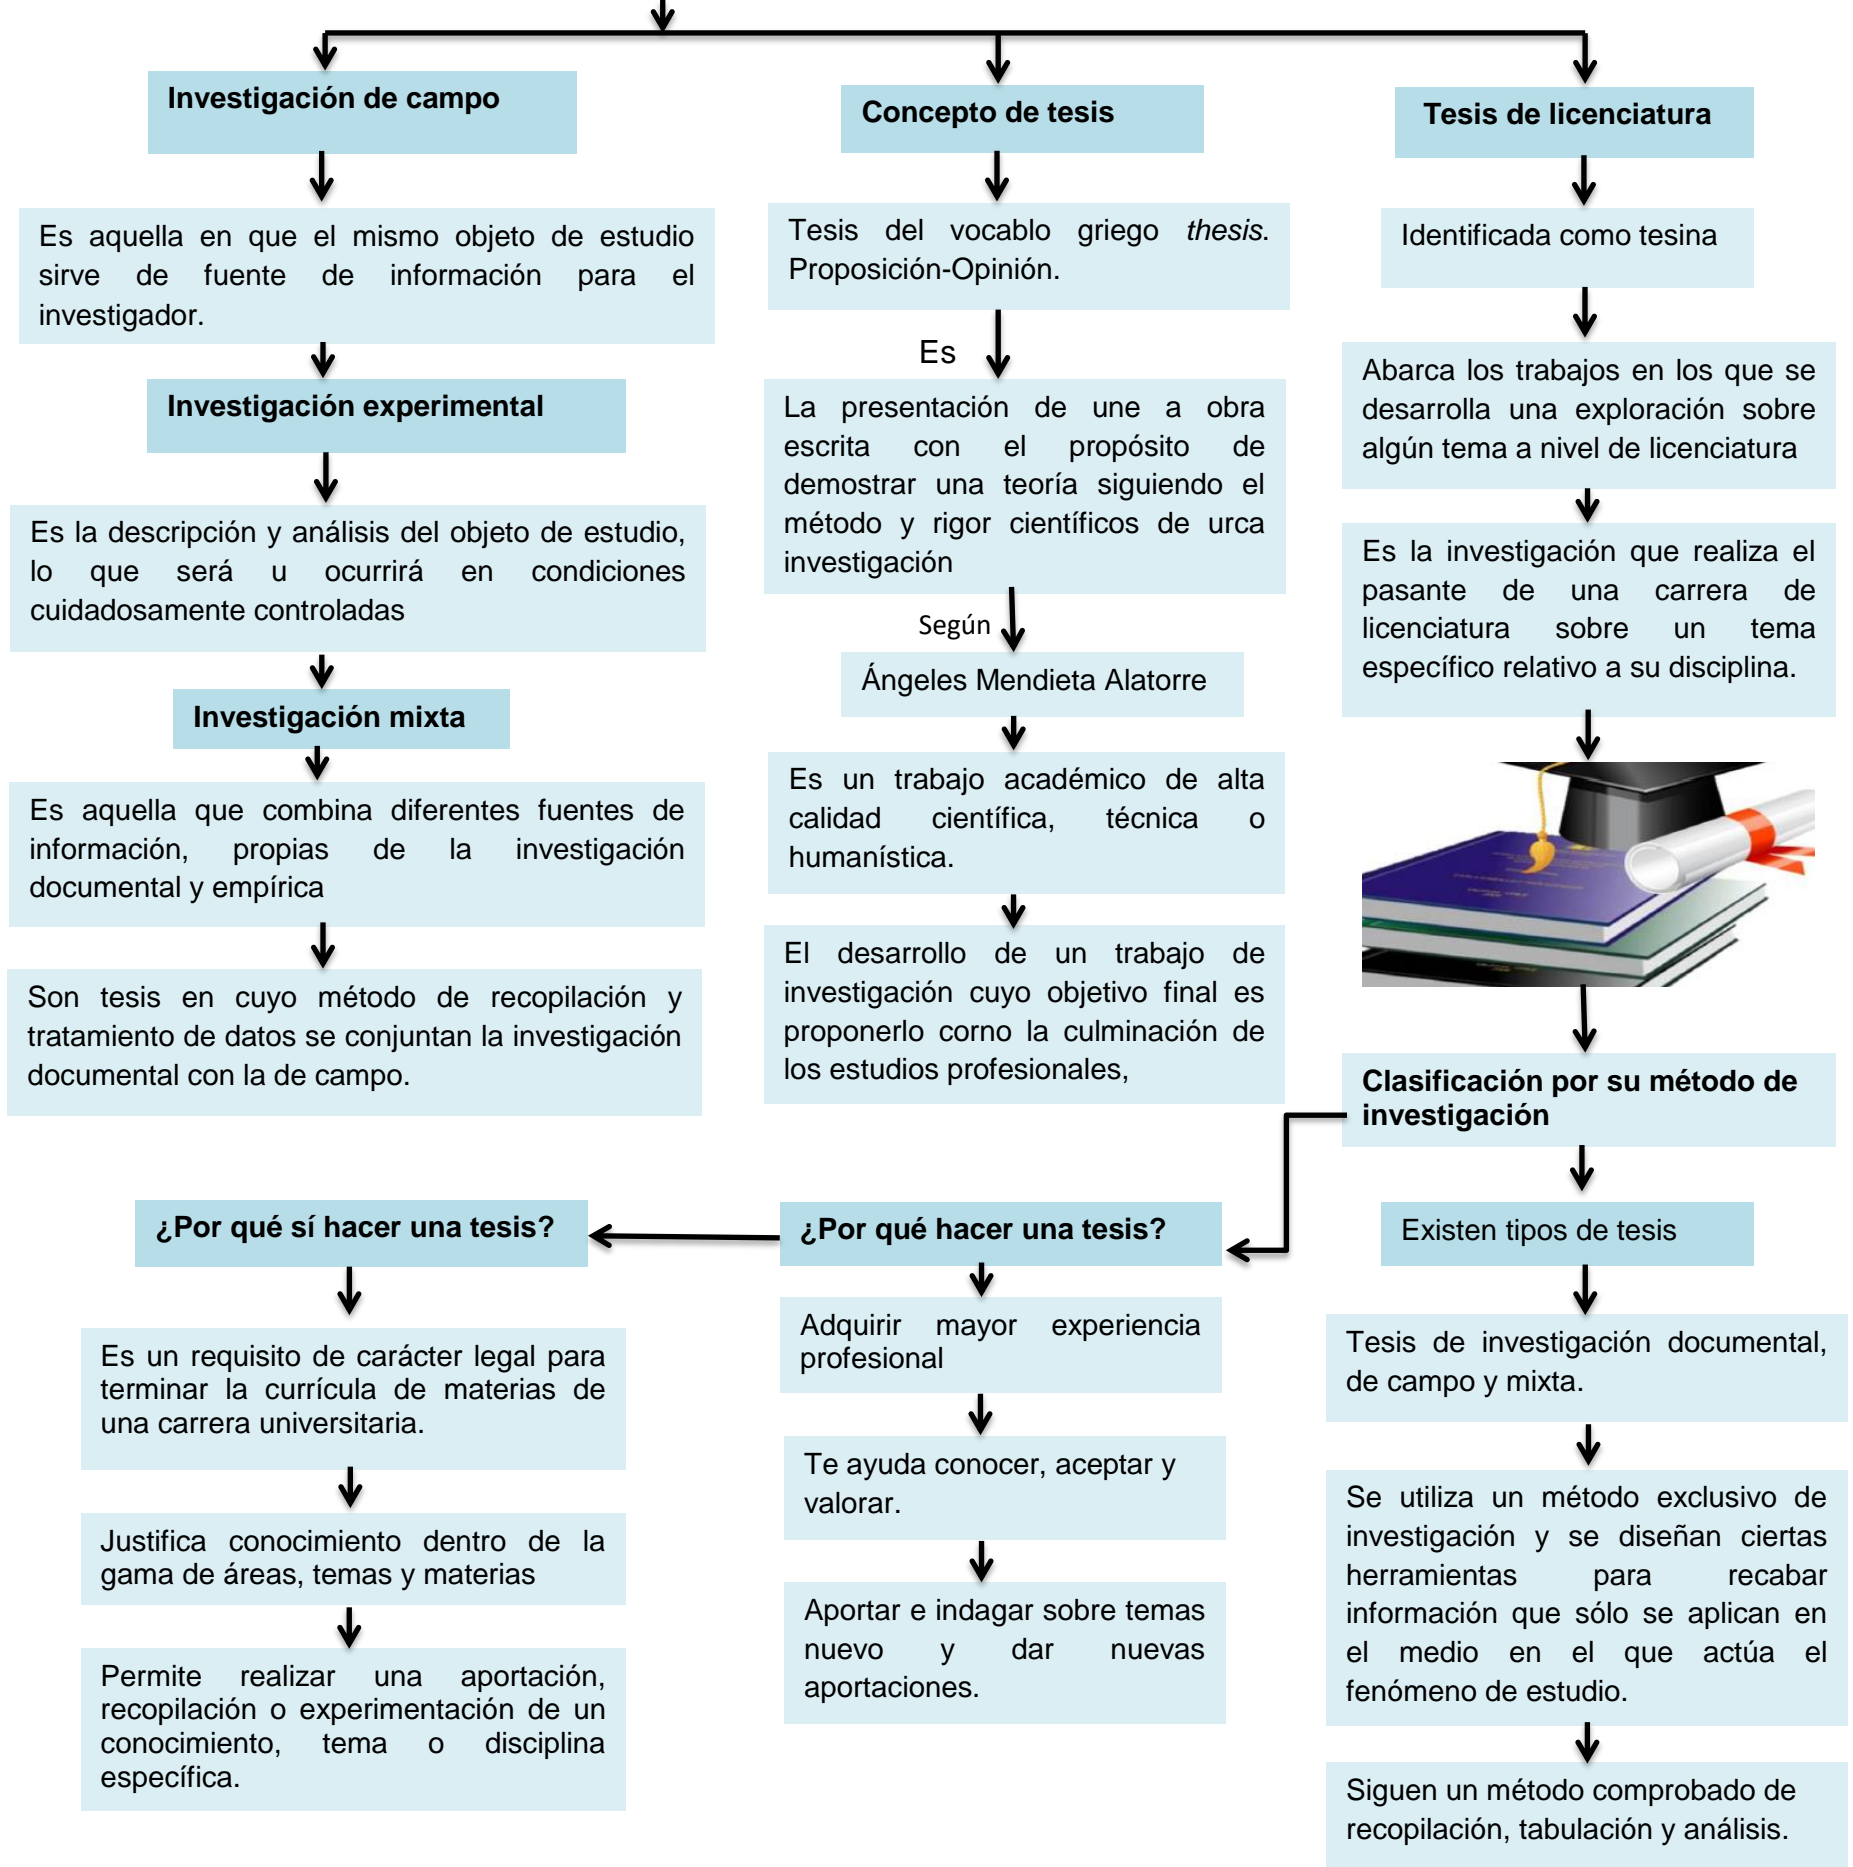 Investigación de campo
Es aquella en que el mismo objeto de estudio
sirve de fuente de información para el
investigador.
Investigación experimental
Es la descripción y análisis del objeto de estudio,
lo que será u ocurrirá en condiciones
cuidadosamente controladas
Investigación mixta
Es aquella que combina diferentes fuentes de
información, propias de la investigación
documental y empírica
Son tesis en cuyo método de recopilación y
tratamiento de datos se conjuntan la investigación
documental con la de campo.
Concepto de tesis
Tesis del vocablo griego thesis.
Proposición-Opinión.
Es
La presentación de une a obra
escrita con el propósito de
demostrar una teoría siguiendo el
método y rigor científicos de urca
investigación
Según
Ángeles Mendieta Alatorre
Es un trabajo académico de alta
calidad científica, técnica o
humanística.
El desarrollo de un trabajo de
investigación cuyo objetivo final es
proponerlo corno la culminación de
los estudios profesionales,
Tesis de licenciatura
Identificada como tesina
Abarca los trabajos en los que se
desarrolla una exploración sobre
algún tema a nivel de licenciatura
Es la investigación que realiza el
pasante de una carrera de
licenciatura sobre un tema
específico relativo a su disciplina.
Clasificación por su método de
investigación
Existen tipos de tesis
Tesis de investigación documental,
de campo y mixta.
Se utiliza un método exclusivo de
investigación y se diseñan ciertas
herramientas para recabar
información que sólo se aplican en
el medio en el que actúa el
fenómeno de estudio.
Siguen un método comprobado de
recopilación, tabulación y análisis.
¿Por qué hacer una tesis?
Adquirir mayor experiencia
profesional
Te ayuda conocer, aceptar y
valorar.
Aportar e indagar sobre temas
nuevo y dar nuevas
aportaciones.
¿Por qué sí hacer una tesis?
Es un requisito de carácter legal para
terminar la currícula de materias de
una carrera universitaria.
Justifica conocimiento dentro de la
gama de áreas, temas y materias
Permite realizar una aportación,
recopilación o experimentación de un
conocimiento, tema o disciplina
específica.